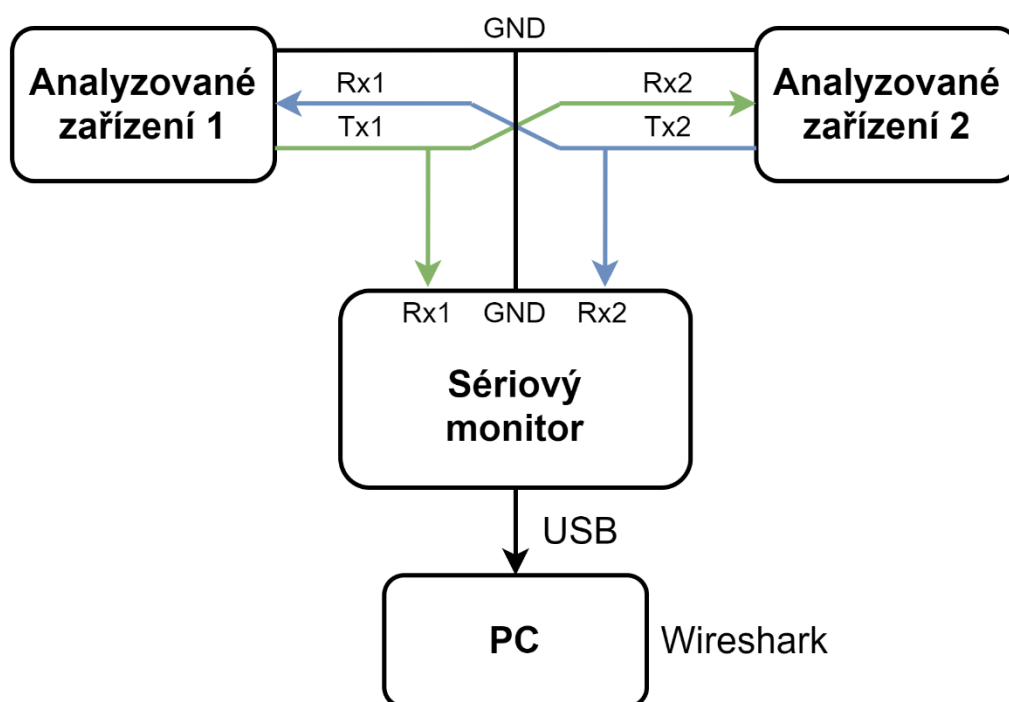 GND
Analyzované
zařízení 1
Rx1
Tx1
Rx2
Tx2
Analyzované
zařízení 2
Rx1 GND Rx2
Sériový
monitor
USB
PC
Wireshark